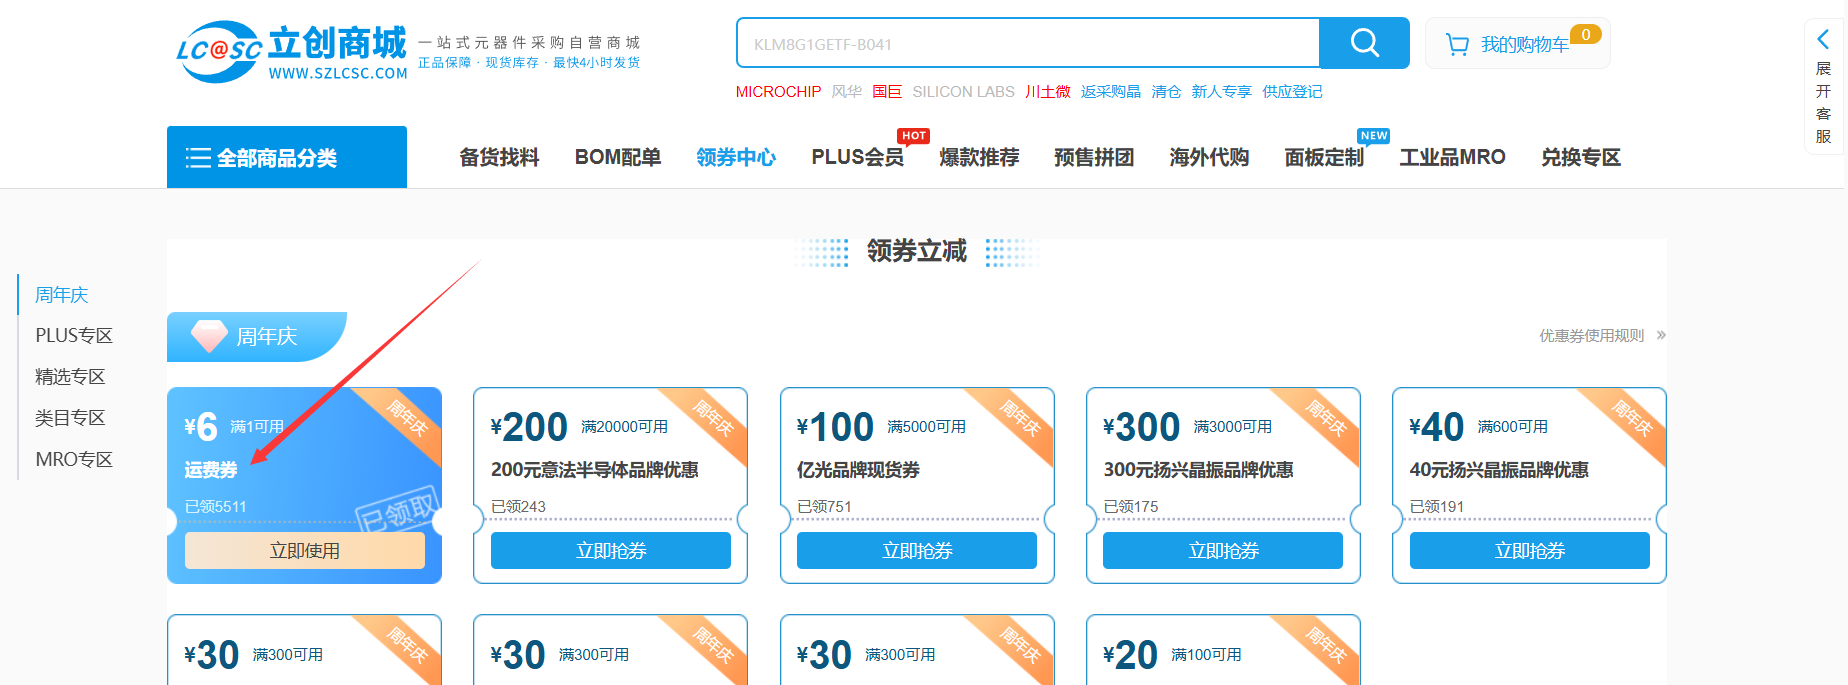 LC@SC 立创商城
WWW.SZLCSC.COM
一站式元器件采购自营商城
正品保障 · 现货库存 · 最快4小时发货
KLM8G1GETF-B041
我的购物车 0
展开客服
MICROCHIP 风华 国巨 SILICON LABS 川土微 返采购晶 清仓 新人专享 供应登记
HOT NEW
全部商品分类 备货找料 BOM配单 领券中心 PLUS会员 爆款推荐 预售拼团 海外代购 面板定制 工业品MRO 兑换专区
领券立减
周年庆
PLUS专区
精选专区
类目专区
MRO专区
周年庆
优惠券使用规则 »
¥6 满1可用
周年庆
运费券
已领5511
已领取
立即使用
¥200 满20000可用
周年庆
200元意法半导体品牌优惠
已领243
立即抢券
¥100 满5000可用
周年庆
亿光品牌现货券
已领751
立即抢券
¥300 满3000可用
周年庆
300元扬兴晶振品牌优惠
已领175
立即抢券
¥40 满600可用
周年庆
40元扬兴晶振品牌优惠
已领191
立即抢券
¥30 满300可用
周年庆
¥30 满300可用
周年庆
¥30 满300可用
周年庆
¥20 满100可用
周年庆